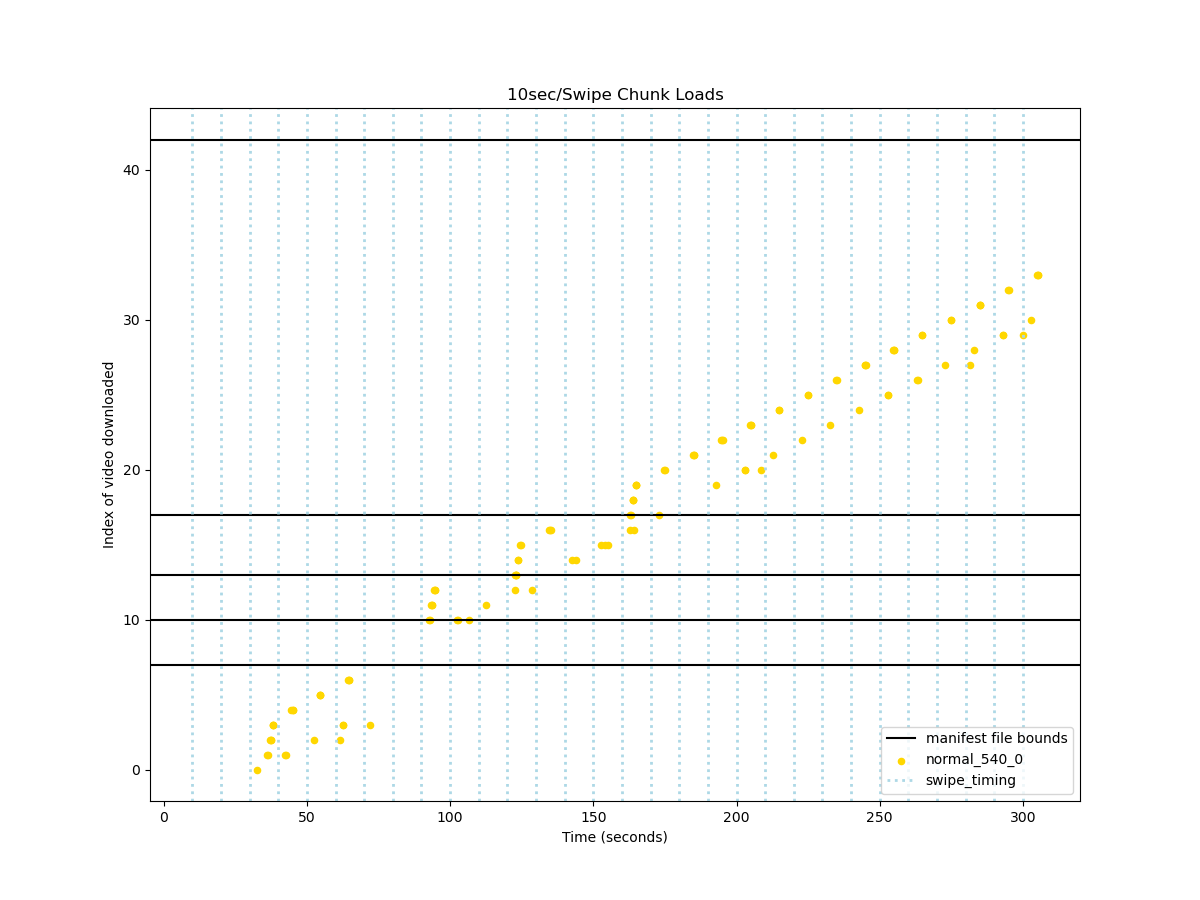 10sec/Swipe Chunk Loads
40
30
20
10
0
Index of video downloaded
manifest file bounds
normal_540_0
swipe_timing
0 50 100 150 200 250 300
Time (seconds)